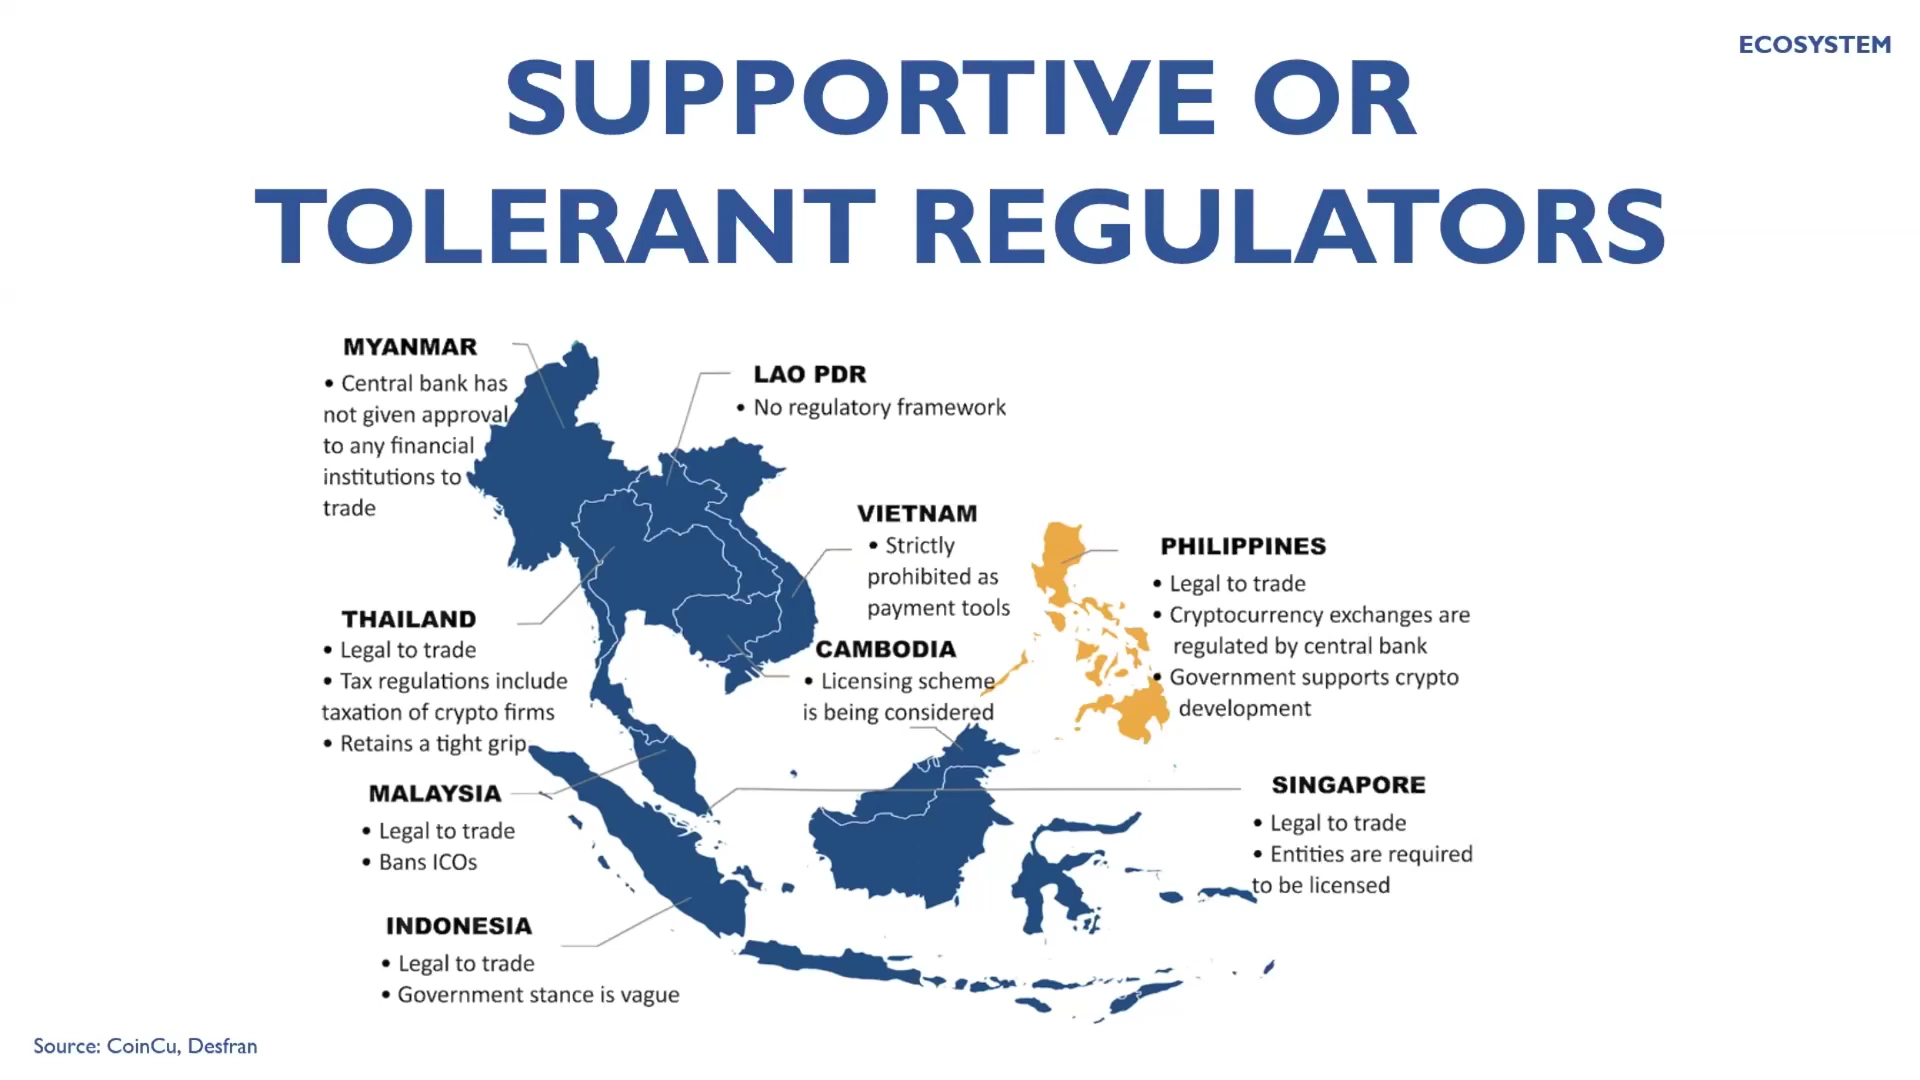 ECOSYSTEM
SUPPORTIVE OR
TOLERANT REGULATORS
MYANMAR
• Central bank has
not given approval
to any financial
institutions to
trade
LAO PDR
• No regulatory framework
VIETNAM
• Strictly
prohibited as
payment tools
PHILIPPINES
• Legal to trade
• Cryptocurrency exchanges are
regulated by central bank
• Government supports crypto
development
THAILAND
• Legal to trade
• Tax regulations include
taxation of crypto firms
• Retains a tight grip
CAMBODIA
• Licensing scheme
is being considered
MALAYSIA
• Legal to trade
• Bans ICOs
SINGAPORE
• Legal to trade
• Entities are required
to be licensed
INDONESIA
• Legal to trade
• Government stance is vague
Source: CoinCu, Desfran